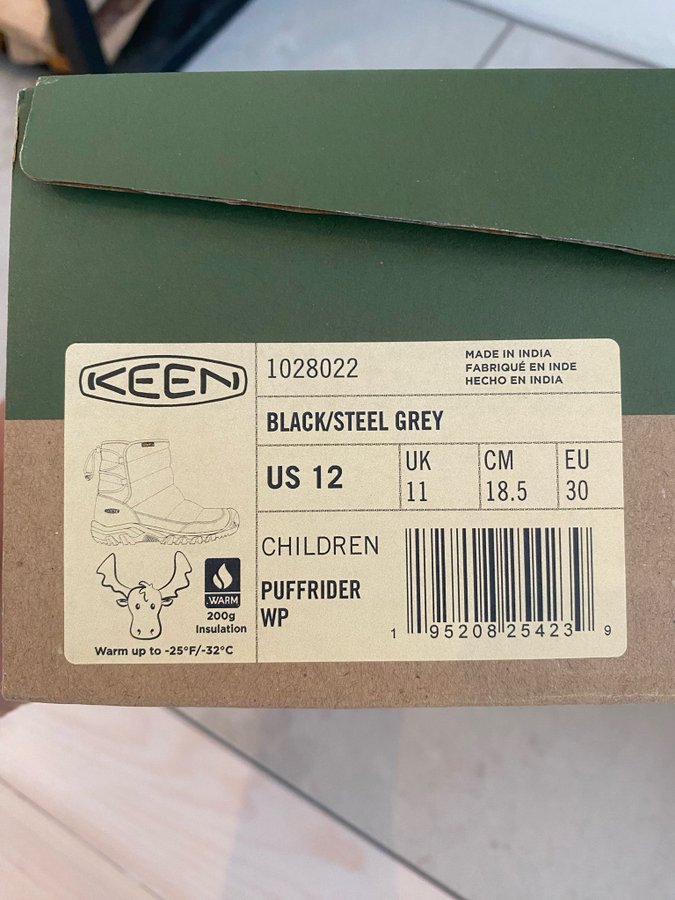 KEEN
1028022
MADE IN INDIA
FABRIQUÉ EN INDE
HECHO EN INDIA
BLACK/STEEL GREY
US 12
UK
11
CM
18.5
EU
30
KEEN
CHILDREN
PUFFRIDER
WP
.WARM
200g
Insulation
Warm up to -25°F/-32°C
1 95208 25423 9